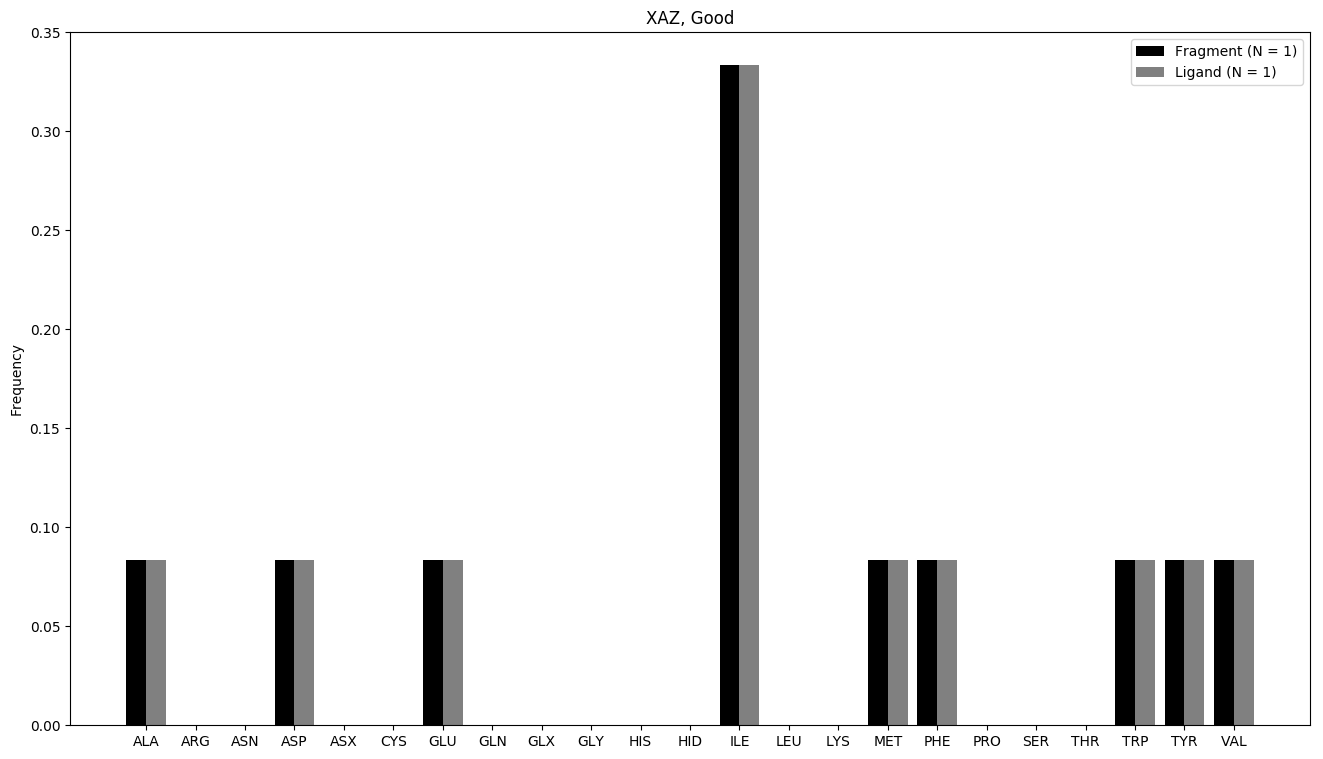 XAZ, Good
Fragment (N = 1)
Ligand (N = 1)
Frequency
0.35
0.30
0.25
0.20
0.15
0.10
0.05
0.00
ALA ARG ASN ASP ASX CYS GLU GLN GLX GLY HIS HID ILE LEU LYS MET PHE PRO SER THR TRP TYR VAL